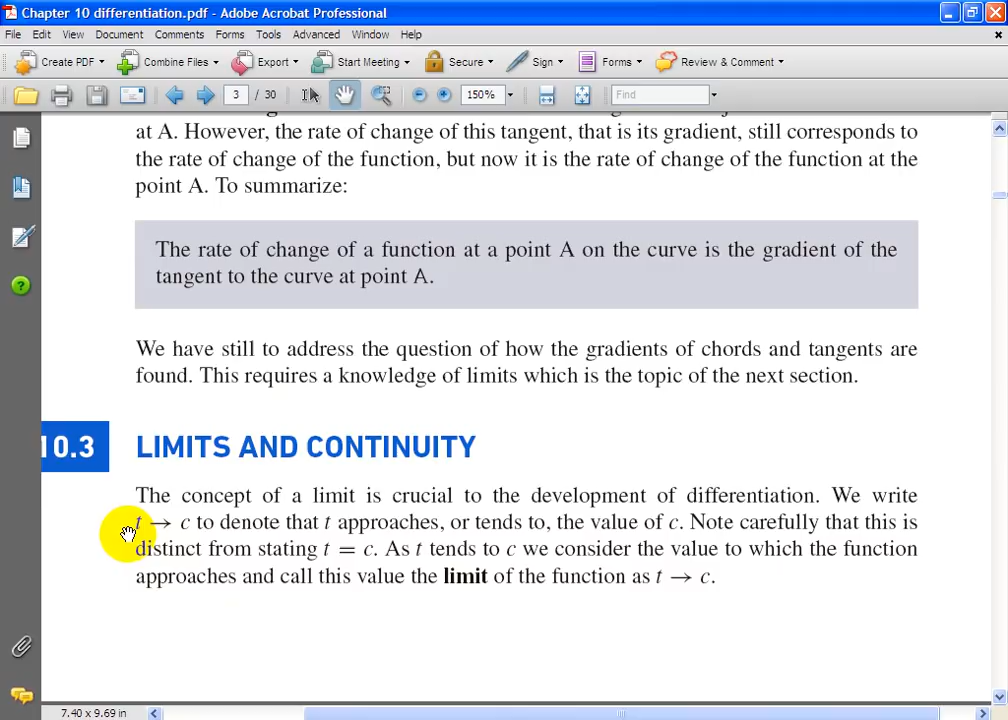 Chapter 10 differentiation.pdf - Adobe Acrobat Professional
File Edit View Document Comments Forms Tools Advanced Window Help
Create PDF Combine Files Export Start Meeting Secure Sign Forms Review & Comment
3 / 30 150% Find
at A. However, the rate of change of this tangent, that is its gradient, still corresponds to
the rate of change of the function, but now it is the rate of change of the function at the
point A. To summarize:
The rate of change of a function at a point A on the curve is the gradient of the
tangent to the curve at point A.
We have still to address the question of how the gradients of chords and tangents are
found. This requires a knowledge of limits which is the topic of the next section.
10.3 LIMITS AND CONTINUITY
The concept of a limit is crucial to the development of differentiation. We write
t → c to denote that t approaches, or tends to, the value of c. Note carefully that this is
distinct from stating t = c. As t tends to c we consider the value to which the function
approaches and call this value the limit of the function as t → c.
7.40 x 9.69 in